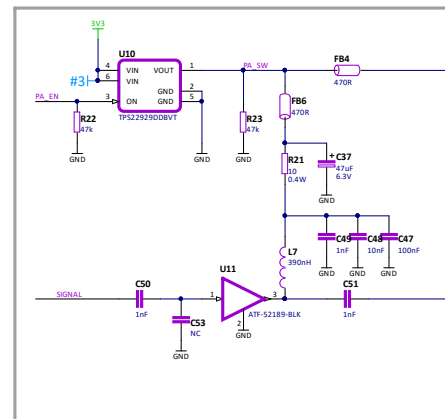 3V3
U10
4 VIN VOUT 1
6 VIN
GND 2
3 ON GND 5
TPS22929DDBVT
#3
PA_EN
R22
47k
GND
GND
PA_SW
R23
47k
GND
FB4
470R
FB6
470R
R21
10
0.4W
+ C37
47uF
6.3V
GND
C49
1nF
GND
C48
10nF
GND
C47
100nF
GND
L7
390nH
SIGNAL
C50
1nF
C53
NC
GND
U11
1 3
2
ATF-52189-BLK
GND
C51
1nF